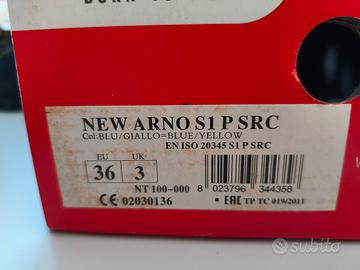 NEW ARNO S1 P SRC
Col:BLU/GIALLO=BLUE/YELLOW
EN ISO 20345 S1 P SRC
EU UK
36 3
NT 100-000 8 023796 344358
CE 02030136 • EAC TP TC 019/2011
subito